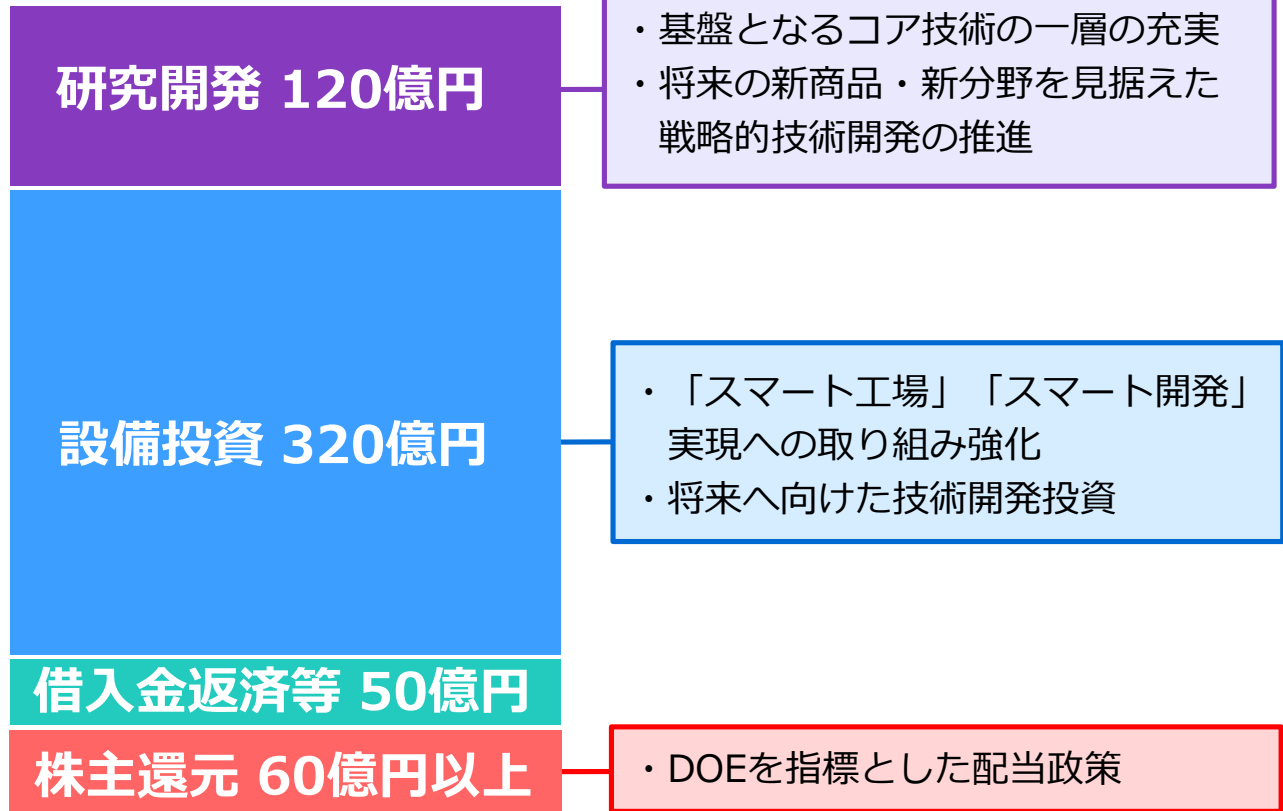 研究開発 120億円
・基盤となるコア技術の一層の充実
・将来の新商品・新分野を見据えた
戦略的技術開発の推進
設備投資 320億円
・「スマート工場」「スマート開発」
実現への取り組み強化
・将来へ向けた技術開発投資
借入金返済等 50億円
株主還元 60億円以上
・DOEを指標とした配当政策